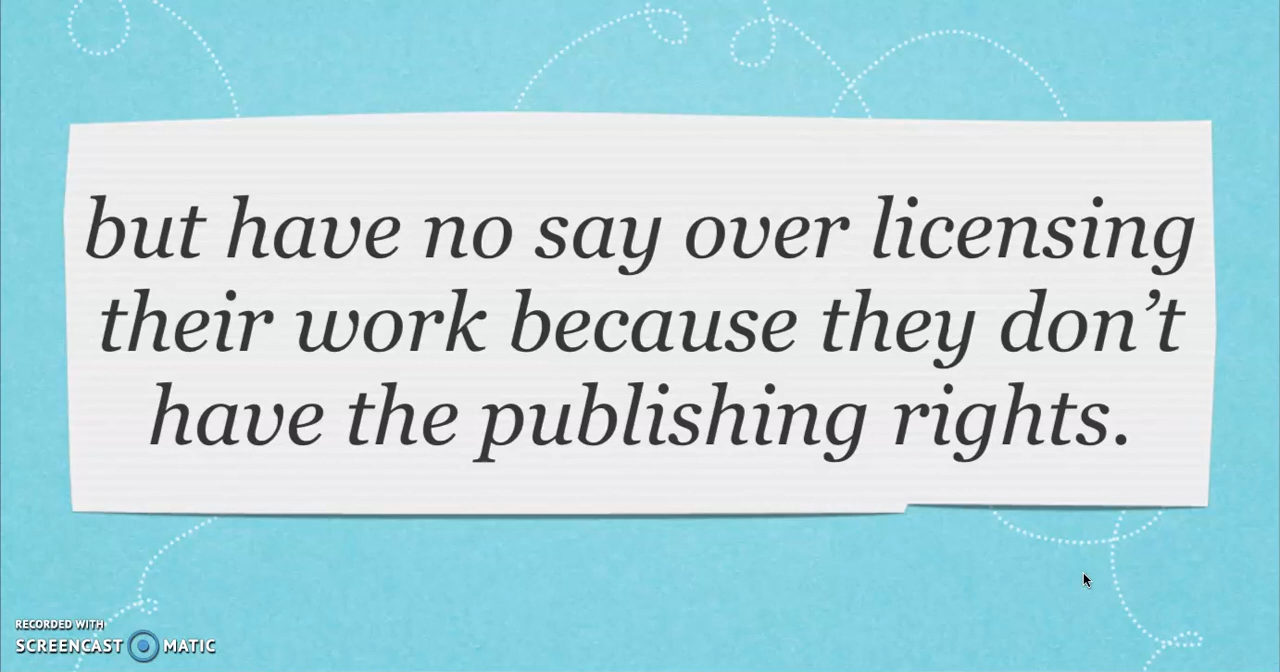 but have no say over licensing
their work because they don’t
have the publishing rights.
RECORDED WITH
SCREENCAST MATIC